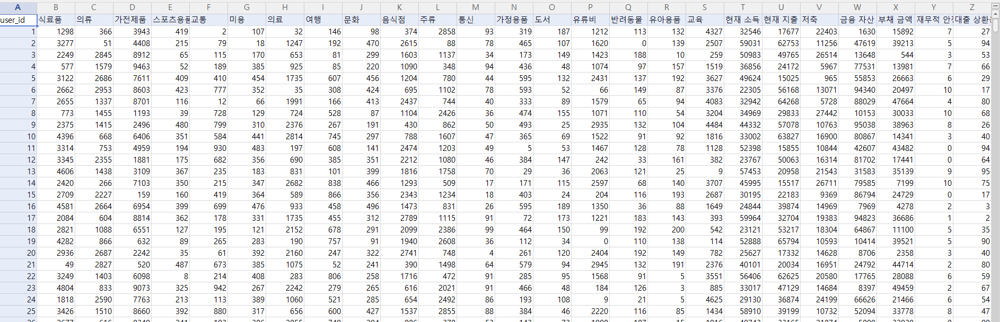 A B C D E F G H I J K L M N O P Q R S T U V W X Y Z
user_id 식료품 의류 가전제품 스포츠용품 교통 미용 의료 여행 문화 음식점 주류 통신 가정용품 도서 유류비 반려동물 유아용품 교육 현재 소득 현재 지출 저축 금융 자산 부채 금액 재무적 대출
1 1298 366 3943 419 2 107 32 146 98 374 2858 93 319 187 1212 113 132 4327 32546 17677 22403 1630 15892 7 27
2 3277 51 4408 215 79 18 1247 192 470 2615 88 78 465 107 1620 0 139 2507 59031 62753 11256 47619 39213 5 94
3 2249 2845 8912 65 115 170 653 81 299 1603 1137 34 173 149 1423 188 10 259 50983 49765 26514 13648 544 3 53
4 577 1579 9463 52 189 385 925 85 220 1090 348 94 436 48 1074 97 157 1519 36856 24172 5967 77531 13981 7 66
5 3122 2686 7611 409 410 454 1735 607 456 1204 780 44 595 132 2431 137 192 3627 49624 15025 965 55853 26663 6 29
6 2662 2953 8603 423 777 352 35 308 424 695 1102 78 593 52 66 149 87 3376 22305 56168 13071 94340 20497 10 17
7 2655 1337 8701 116 12 66 1991 166 413 2437 744 40 333 89 1579 65 94 4083 32942 64268 5728 88029 47664 4 80
8 773 1455 1193 39 728 129 724 528 87 1104 2426 36 474 155 1071 110 54 3204 34969 29833 27442 10153 30033 10 68
9 2375 1415 2496 480 799 310 2376 267 191 430 862 50 493 25 2935 132 104 4484 44332 57078 10763 95038 38963 8 26
10 4396 668 6406 351 584 441 2814 745 297 788 1607 47 365 69 1522 91 92 1816 33002 63827 16900 80867 14341 3 40
11 3314 753 4959 194 930 483 197 608 141 2474 1203 49 5 53 1467 128 78 1128 52398 15855 10844 42607 43482 0 94
12 3345 2355 1881 175 682 356 690 385 351 2212 1080 46 384 147 242 33 161 382 23767 50063 16314 81702 17441 0 64
13 4606 1438 3109 367 235 183 831 101 399 1816 1758 70 29 36 2063 121 25 9 57453 20958 21543 31583 35139 9 95
14 2420 266 7103 350 215 347 2682 838 466 1293 509 17 171 115 2597 68 140 3707 45995 15517 26711 79585 7199 10 75
15 2709 2227 159 160 419 364 589 866 356 2343 1234 18 403 24 204 116 193 2687 30195 22183 9369 86794 24729 0 17
16 4581 2664 6954 399 699 476 933 458 496 1473 831 26 595 189 1350 36 88 1649 24844 39874 14969 7969 4278 2 3
17 2084 604 8814 362 178 331 1735 455 312 2789 1115 91 72 173 1221 183 143 393 59964 32704 19383 94823 36686 1 2
18 2821 1088 6551 127 195 121 2152 678 291 2099 2386 99 464 150 99 192 200 542 23121 53217 18304 64867 11100 5 35
19 4282 866 632 89 265 283 190 757 91 1940 2608 36 112 34 0 110 138 114 52888 65794 10593 10414 39521 5 90
20 2936 2687 2242 35 61 392 2160 247 322 2741 748 4 261 120 2404 192 149 782 25627 17332 14628 8706 2358 3 40
21 49 2827 520 487 673 385 1075 52 241 390 1498 64 579 94 2945 132 191 2376 40101 20034 16951 24792 44714 2 80
22 3249 1403 6098 8 214 408 283 806 258 1716 472 91 285 95 1568 91 5 3551 56406 62625 20580 17765 28088 6 59
23 4804 833 9073 325 942 267 2242 279 265 616 2021 91 466 48 184 126 3 885 33017 47129 14684 8397 49459 2 67
24 1818 2590 7763 213 113 389 1060 521 285 654 2492 86 193 108 9 21 5 4625 29130 36874 24199 66626 21466 6 54
25 3426 1510 8660 392 880 317 656 600 427 1537 2855 88 384 46 2220 116 85 1434 58910 39199 10732 52094 33778 8 47